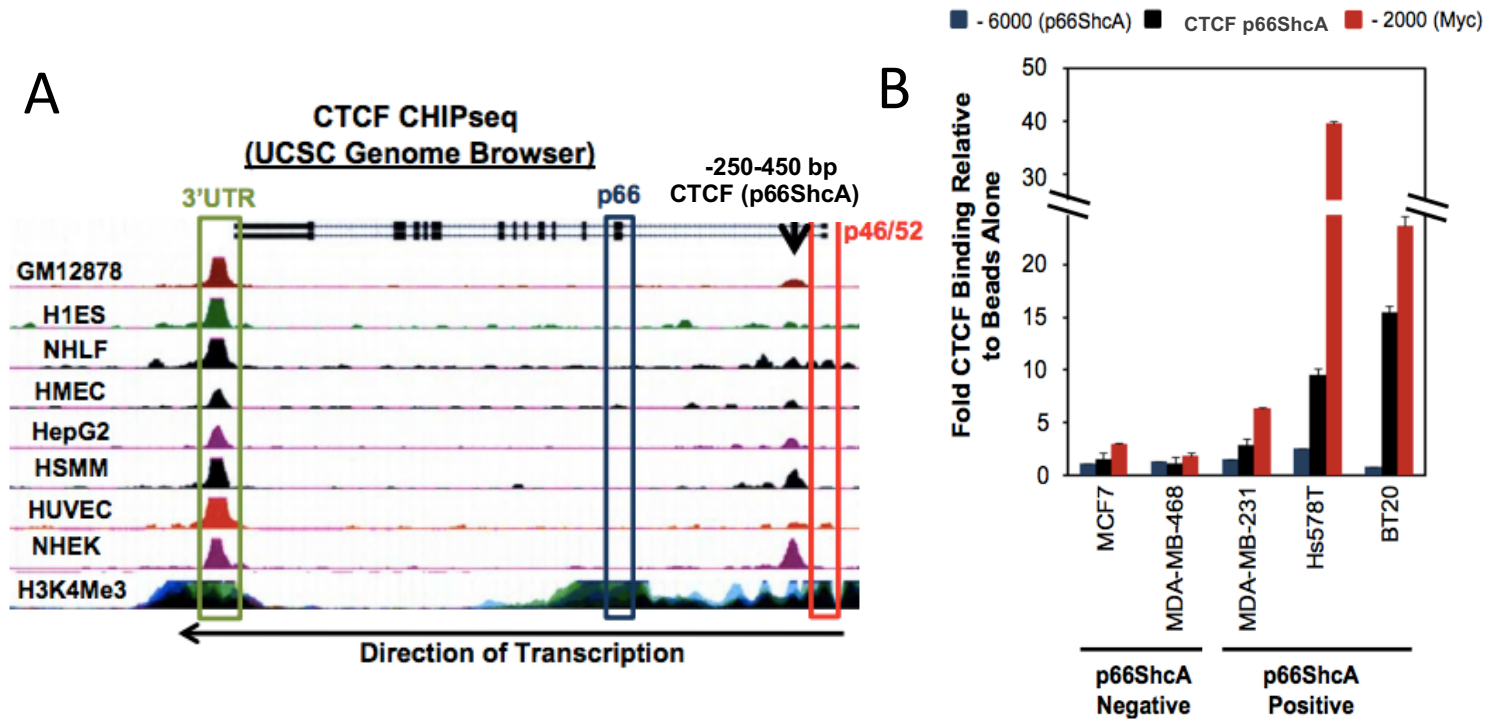 A
CTCF CHIPseq
(UCSC Genome Browser)
-250-450 bp
CTCF (p66ShcA)
3'UTR
p66
p46/52
GM12878
H1ES
NHLF
HMEC
HepG2
HSMM
HUVEC
NHEK
H3K4Me3
Direction of Transcription
B
- 6000 (p66ShcA) CTCF p66ShcA - 2000 (Myc)
Fold CTCF Binding Relative
to Beads Alone
50
40
30
20
15
10
5
0
MCF7
MDA-MB-468
MDA-MB-231
Hs578T
BT20
p66ShcA
Negative
p66ShcA
Positive